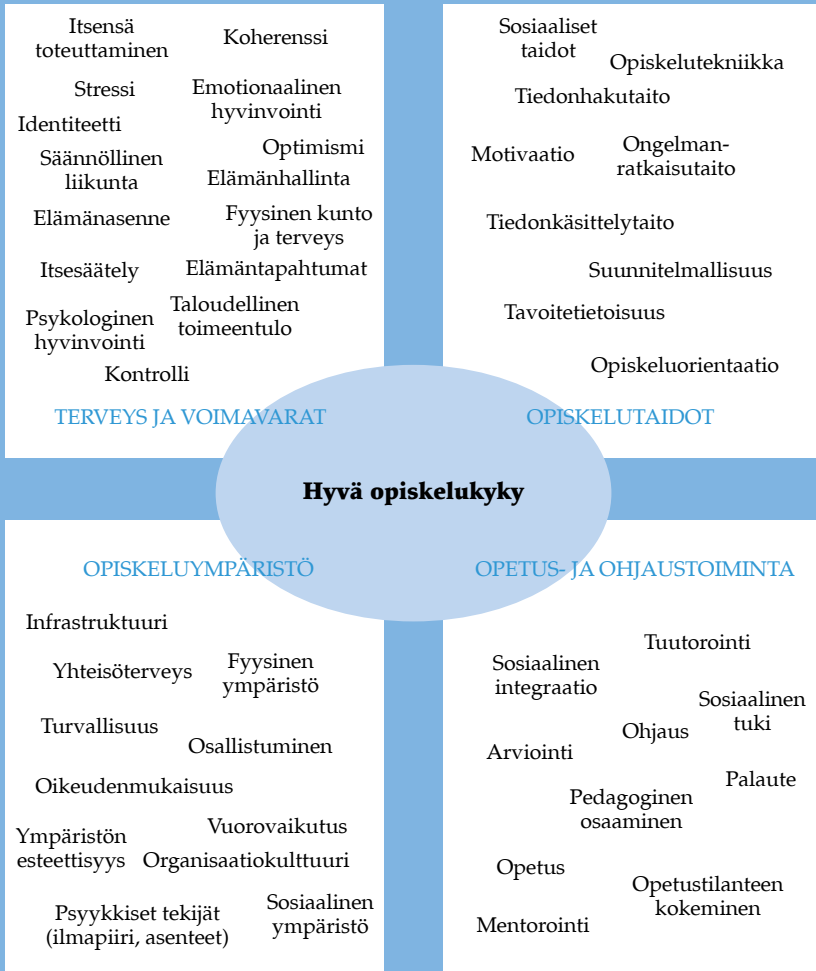 Itsensä
toteuttaminen
Koherenssi
Stressi
Emotionaalinen
hyvinvointi
Identiteetti
Optimismi
Säännöllinen
liikunta
Elämänhallinta
Elämänasenne
Fyysinen kunto
ja terveys
Itsesäätely
Elämäntapahtumat
Psykologinen
hyvinvointi
Taloudellinen
toimeentulo
Kontrolli
TERVEYS JA VOIMAVARAT
Sosiaaliset
taidot
Opiskelutekniikka
Tiedonhakutaito
Motivaatio
Ongelman-
ratkaisutaito
Tiedonkäsittelytaito
Suunnitelmallisuus
Tavoitetietoisuus
Opiskeluorientaatio
OPISKELUTAIDOT
Hyvä opiskelukyky
OPISKELUYMPÄRISTÖ
Infrastruktuuri
Yhteisöterveys
Fyysinen
ympäristö
Turvallisuus
Osallistuminen
Oikeudenmukaisuus
Vuorovaikutus
Ympäristön
esteettisyys
Organisaatiokulttuuri
Psyykkiset tekijät
(ilmapiiri, asenteet)
Sosiaalinen
ympäristö
OPETUS- JA OHJAUSTOIMINTA
Tuutorointi
Sosiaalinen
integraatio
Sosiaalinen
tuki
Ohjaus
Arviointi
Palaute
Pedagoginen
osaaminen
Opetus
Opetustilanteen
kokeminen
Mentorointi